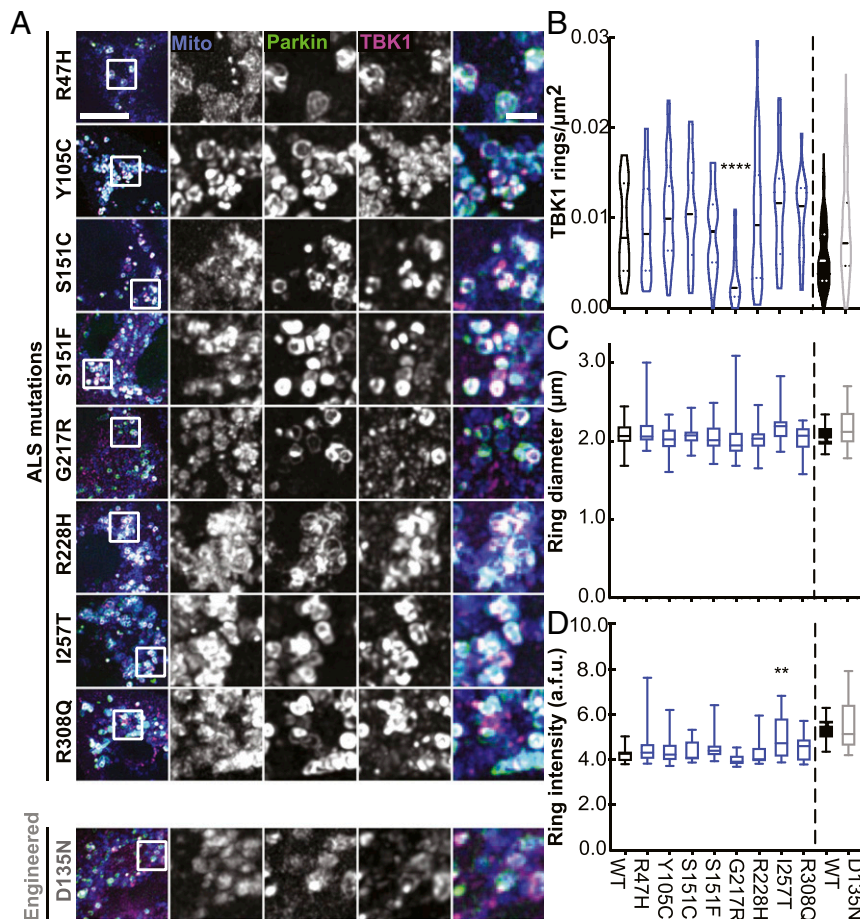 A
Mito
Parkin
TBK1
ALS mutations
R47H
Y105C
S151C
S151F
G217R
R228H
I257T
R308Q
Engineered
D135N
B
TBK1 rings/µm2
0.03
0.02
0.01
0.00
****
C
Ring diameter (µm)
3.0
2.0
1.0
0.0
D
Ring intensity (a.f.u.)
10.0
8.0
6.0
4.0
2.0
0.0
**
WT
R47H
Y105C
S151C
S151F
G217R
R228H
I257T
R308Q
WT
D135N